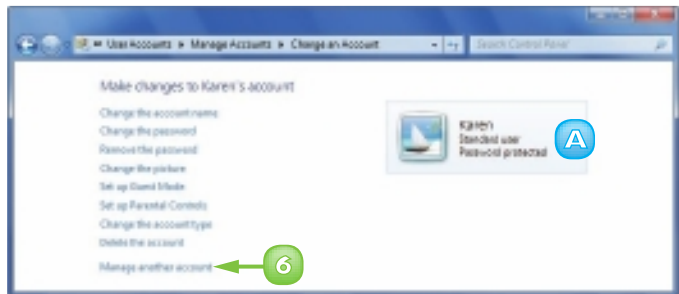 User Accounts ▸ Manage Accounts ▸ Change an Account
Search Control Panel
Make changes to Karen's account
Change the account name
Change the password
Remove the password
Change the picture
Set up Guest Mode
Set up Parental Controls
Change the account type
Delete the account
Manage another account
6
Karen
Standard user
Password protected
A